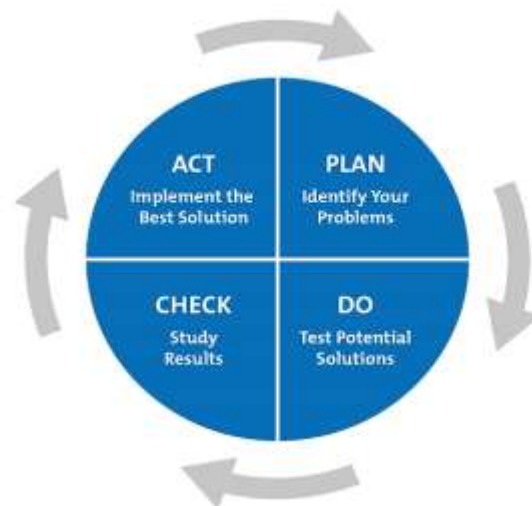 ACT
Implement the
Best Solution
PLAN
Identify Your
Problems
CHECK
Study
Results
DO
Test Potential
Solutions